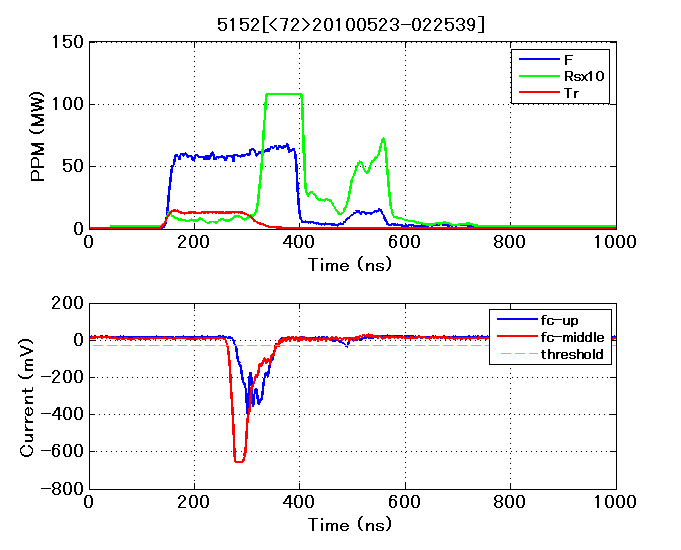 5152[<72>20100523-022539]
150
100
50
0
PPM (MW)
F
Rsx10
Tr
0 200 400 600 800 1000
Time (ns)
200
0
-200
-400
-600
-800
Current (mV)
fc-up
fc-middle
threshold
0 200 400 600 800 1000
Time (ns)